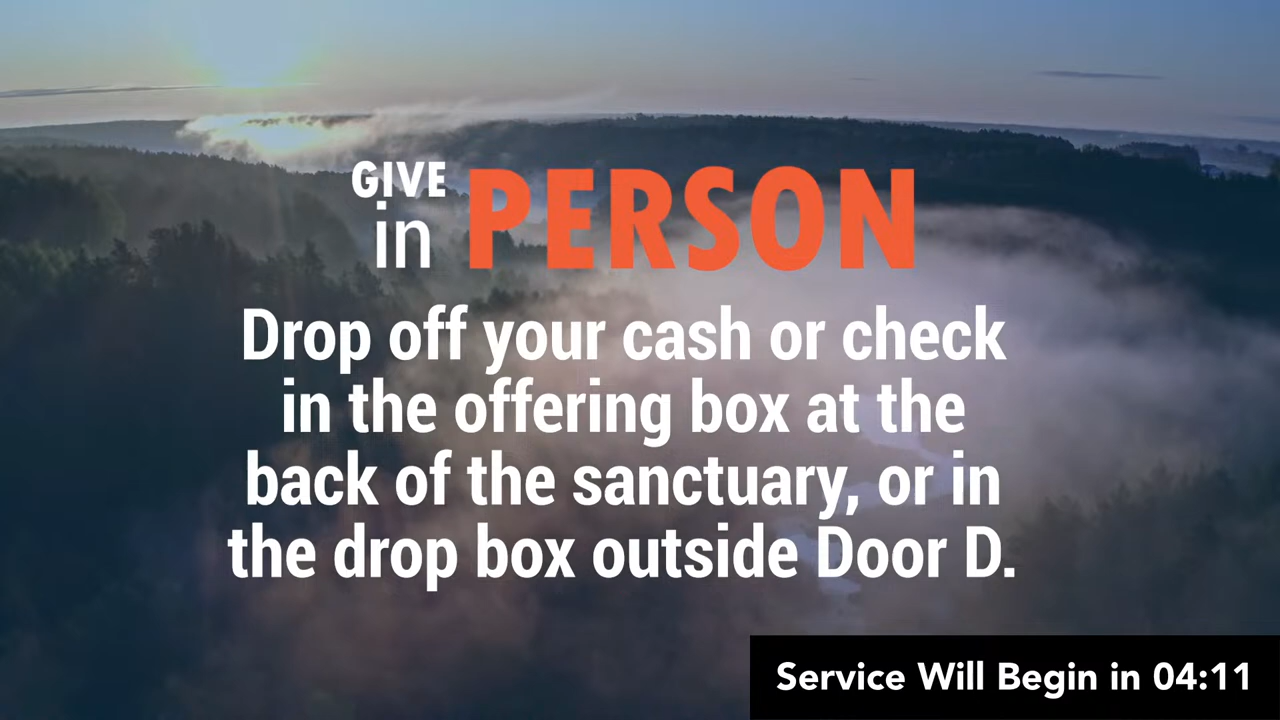 GIVE
in PERSON
Drop off your cash or check
in the offering box at the
back of the sanctuary, or in
the drop box outside Door D.
Service Will Begin in 04:11